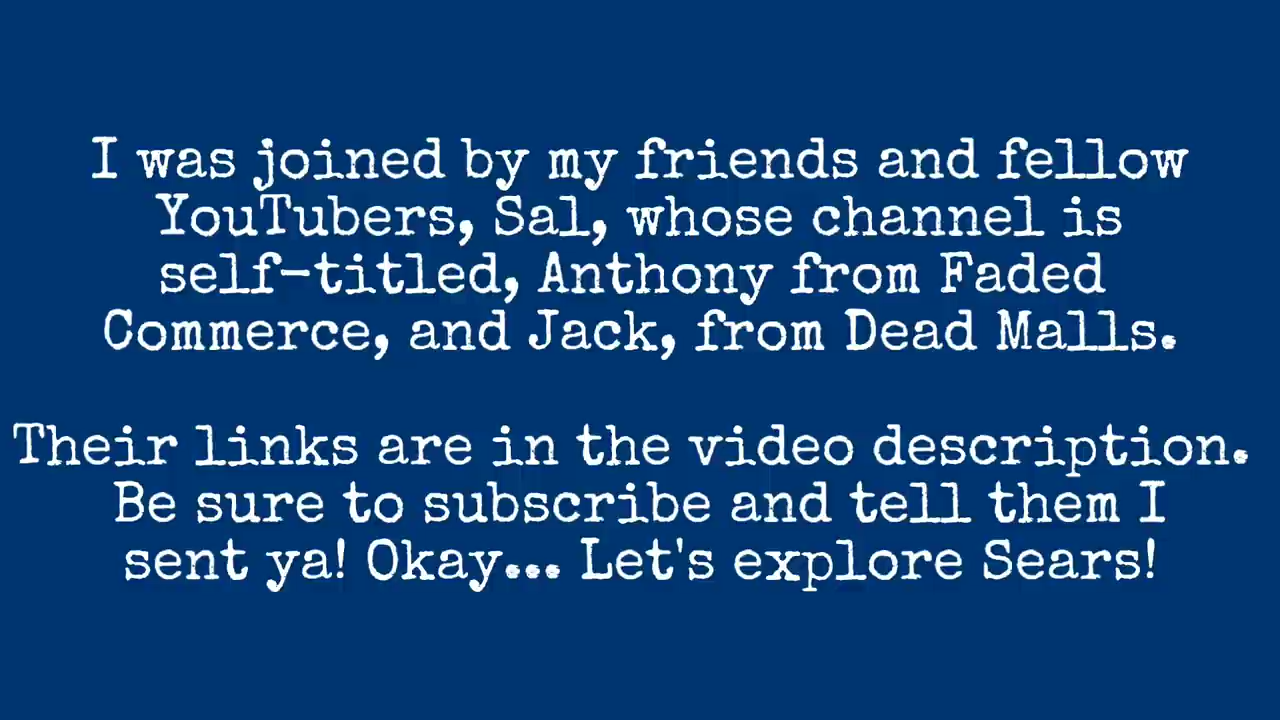 I was joined by my friends and fellow
YouTubers, Sal, whose channel is
self-titled, Anthony from Faded
Commerce, and Jack, from Dead Malls.
Their links are in the video description.
Be sure to subscribe and tell them I
sent ya! Okay... Let's explore Sears!